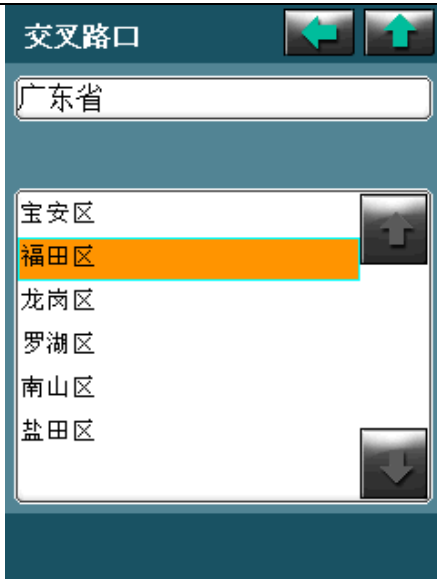 交叉路口
广东省
宝安区
福田区
龙岗区
罗湖区
南山区
盐田区